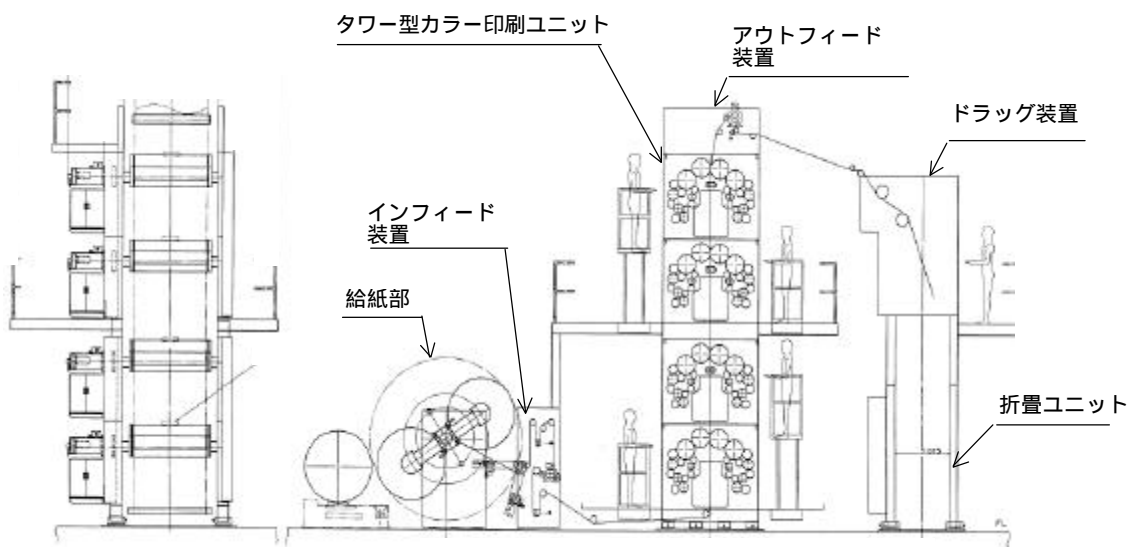 タワー型カラー印刷ユニット
アウトフィード
装置
ドラッグ装置
インフィード
装置
給紙部
折畳ユニット